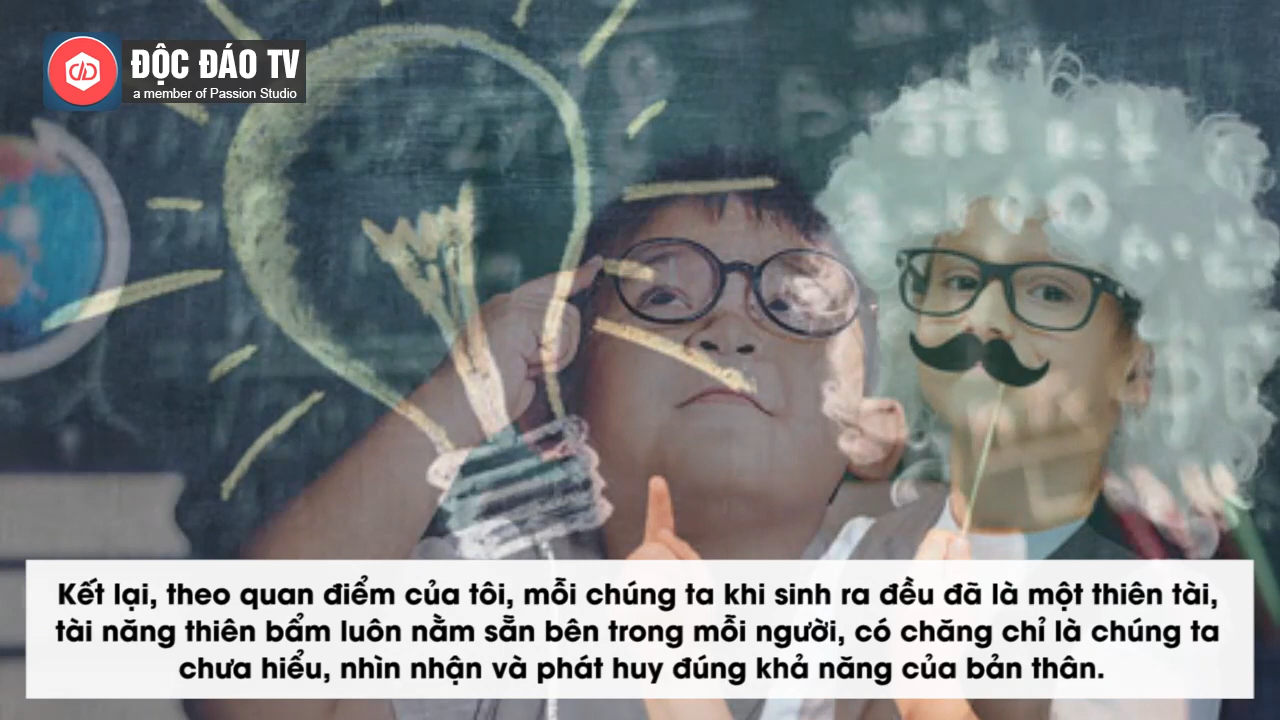 ĐỘC ĐÁO TV
a member of Passion Studio
Kết lại, theo quan điểm của tôi, mỗi chúng ta khi sinh ra đều đã là một thiên tài,
tài năng thiên bẩm luôn nằm sẵn bên trong mỗi người, có chăng chỉ là chúng ta
chưa hiểu, nhìn nhận và phát huy đúng khả năng của bản thân.